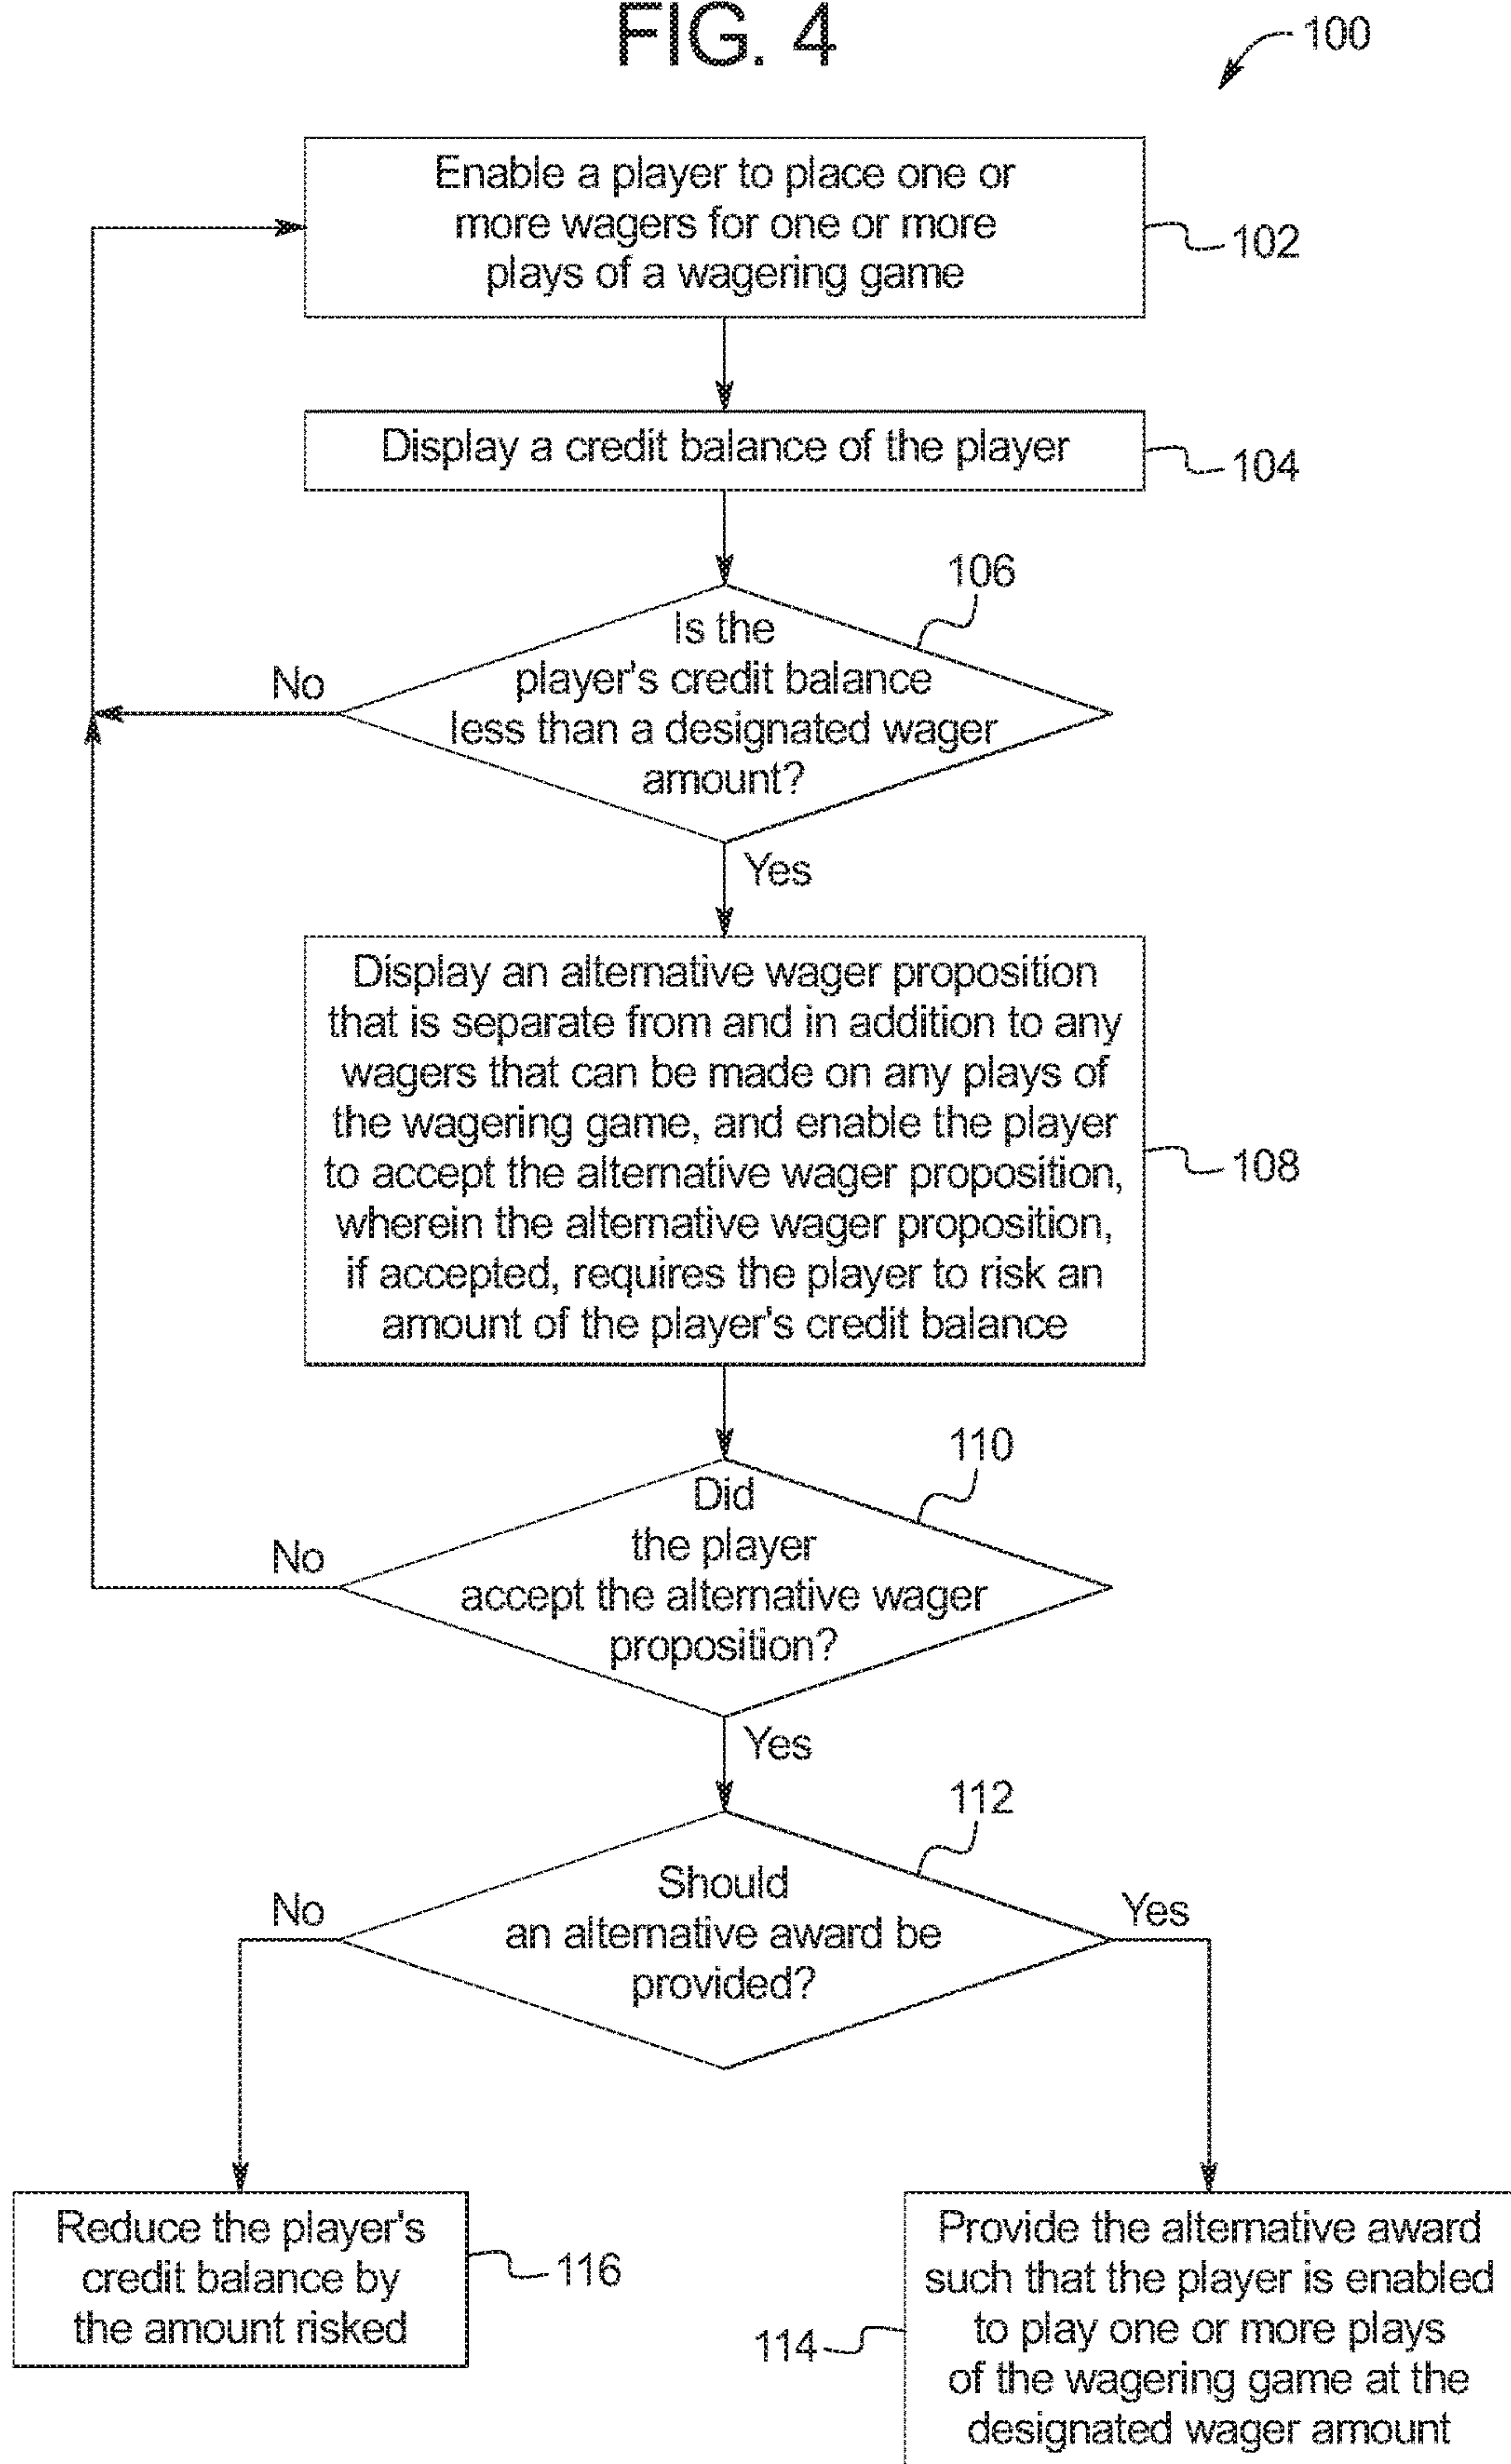 FIG. 4
100
Enable a player to place one or
more wagers for one or more
plays of a wagering game
102
Display a credit balance of the player
104
106
Is the
player's credit balance
less than a designated wager
amount?
No
Yes
Display an alternative wager proposition
that is separate from and in addition to any
wagers that can be made on any plays of
the wagering game, and enable the player
to accept the alternative wager proposition,
wherein the alternative wager proposition,
if accepted, requires the player to risk an
amount of the player's credit balance
108
110
Did
the player
accept the alternative wager
proposition?
No
Yes
112
Should
an alternative award be
provided?
No
Yes
Reduce the player's
credit balance by
the amount risked
116
Provide the alternative award
such that the player is enabled
to play one or more plays
of the wagering game at the
designated wager amount
114